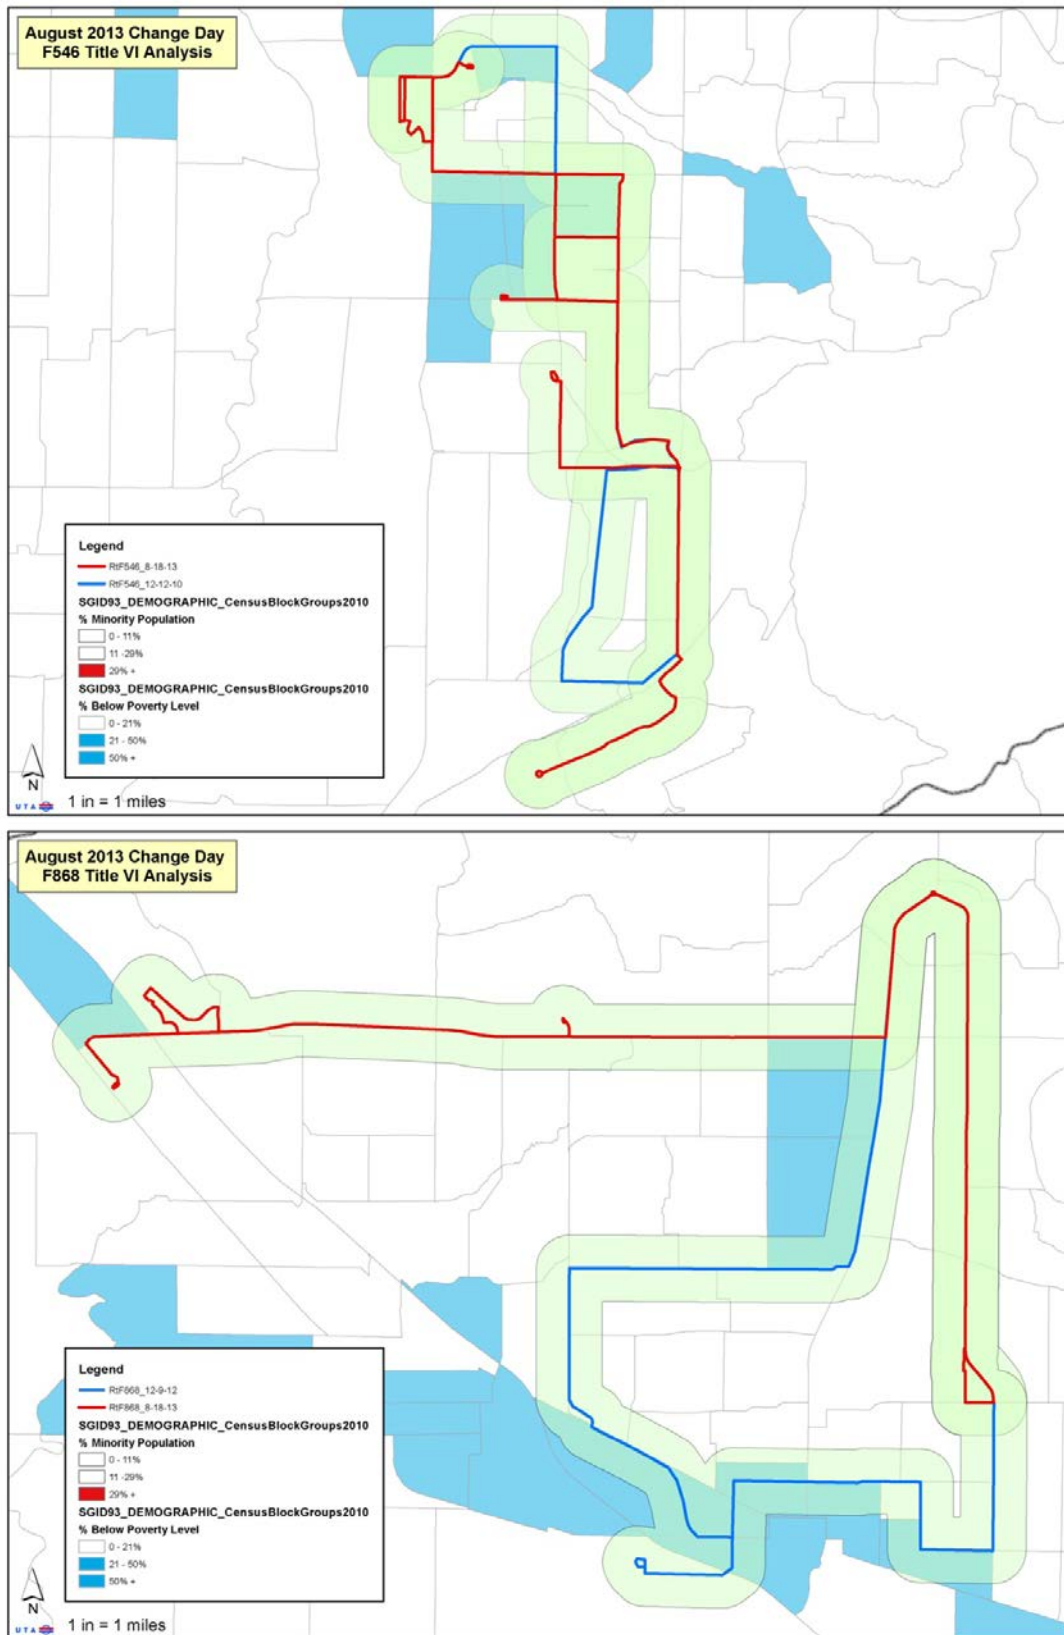 August 2013 Change Day
F546 Title VI Analysis
Legend
RtF546_8-18-13
RtF546_12-12-10
SGID93_DEMOGRAPHIC_CensusBlockGroups2010
% Minority Population
0 - 11%
11 -29%
29% +
SGID93_DEMOGRAPHIC_CensusBlockGroups2010
% Below Poverty Level
0 - 21%
21 - 50%
50% +
N
UTA
1 in = 1 miles
August 2013 Change Day
F868 Title VI Analysis
Legend
RtF868_12-9-12
RtF868_8-18-13
SGID93_DEMOGRAPHIC_CensusBlockGroups2010
% Minority Population
0 - 11%
11 -29%
29% +
SGID93_DEMOGRAPHIC_CensusBlockGroups2010
% Below Poverty Level
0 - 21%
21 - 50%
50% +
N
UTA
1 in = 1 miles